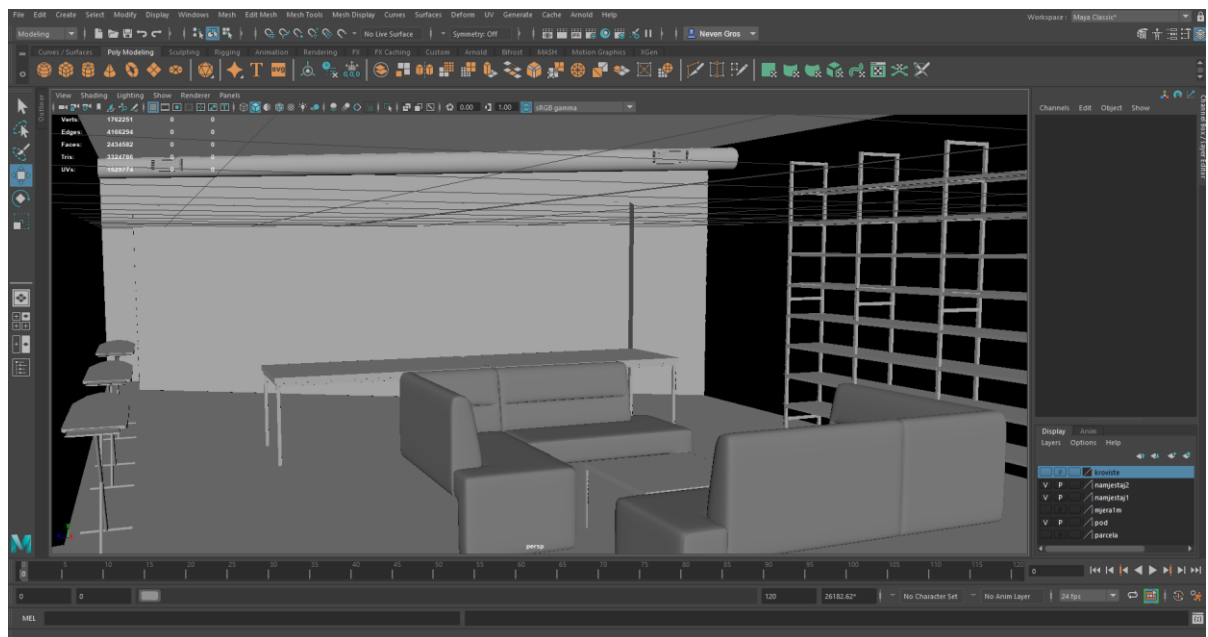 File Edit Create Select Modify Display Windows Mesh Edit Mesh Mesh Tools Mesh Display Curves Surfaces Deform UV Generate Cache Arnold Help Workspace: Maya Classic*
Modeling No Live Surface Symmetry: Off Neven Gros
Curves / Surfaces Poly Modeling Sculpting Rigging Animation Rendering FX FX Caching Custom Arnold Bifrost MASH Motion Graphics XGen
View Shading Lighting Show Renderer Panels
0.00 1.00 sRGB gamma
Channels Edit Object Show
Outliner
Channel Box / Layer Editor
Verts: 1762251 0 0
Edges: 4166294 0 0
Faces: 2434582 0 0
Tris: 3324786 0 0
UVs: 1929774 0 0
Display Anim
Layers Options Help
P kroviste
V P namjestaj2
V P namjestaj1
mjera1m
V P pod
parcela
persp
0 5 10 15 20 25 30 35 40 45 50 55 60 65 70 75 80 85 90 95 100 105 110 115 120
0 0
0 0 120 26182.62* No Character Set No Anim Layer 24 fps
MEL